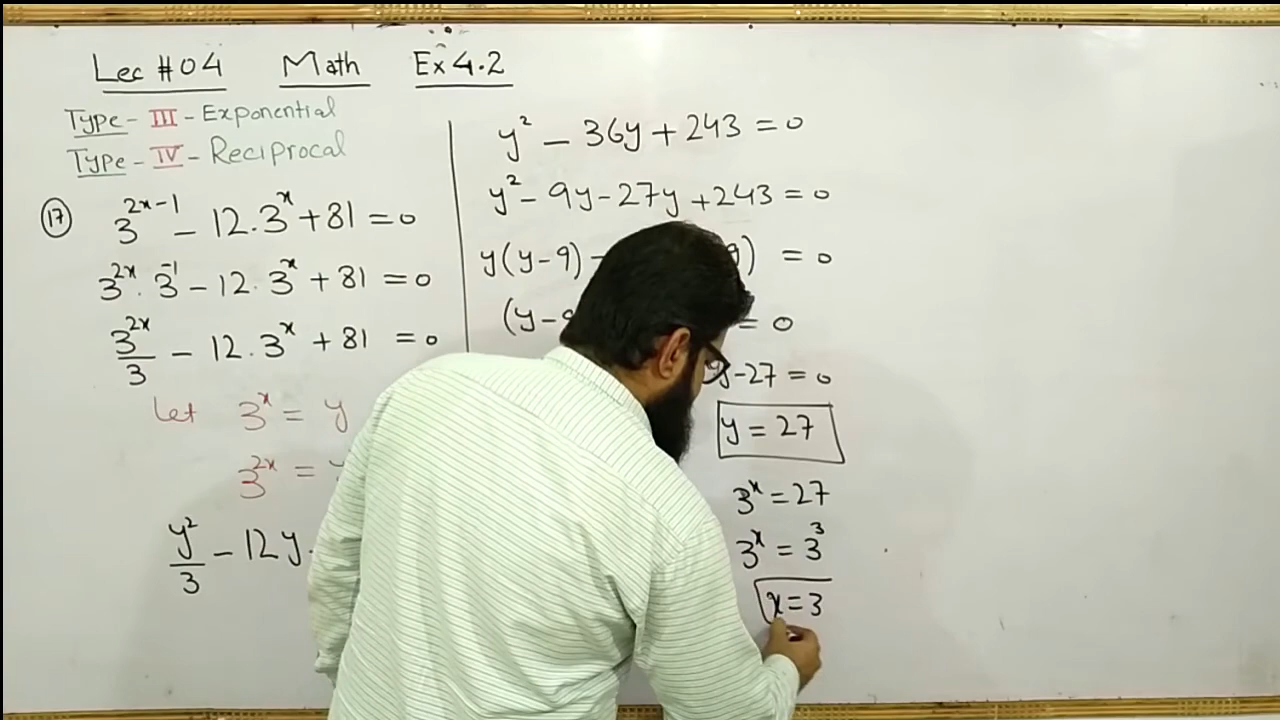 Lec #04 Math Ex 4.2
Type - III - Exponential
Type - IV - Reciprocal
(17) 3^{2x-1} - 12.3^x + 81 = 0
3^{2x}. 3^{-1} - 12.3^x + 81 = 0
3^{2x}/3 - 12.3^x + 81 = 0
Let 3^x = y
3^{2x} =
y²/3 - 12y
y² - 36y + 243 = 0
y² - 9y - 27y + 243 = 0
y(y-9) - 9) = 0
(y-9 = 0
y-27 = 0
y = 27
3^x = 27
3^x = 3^3
x = 3